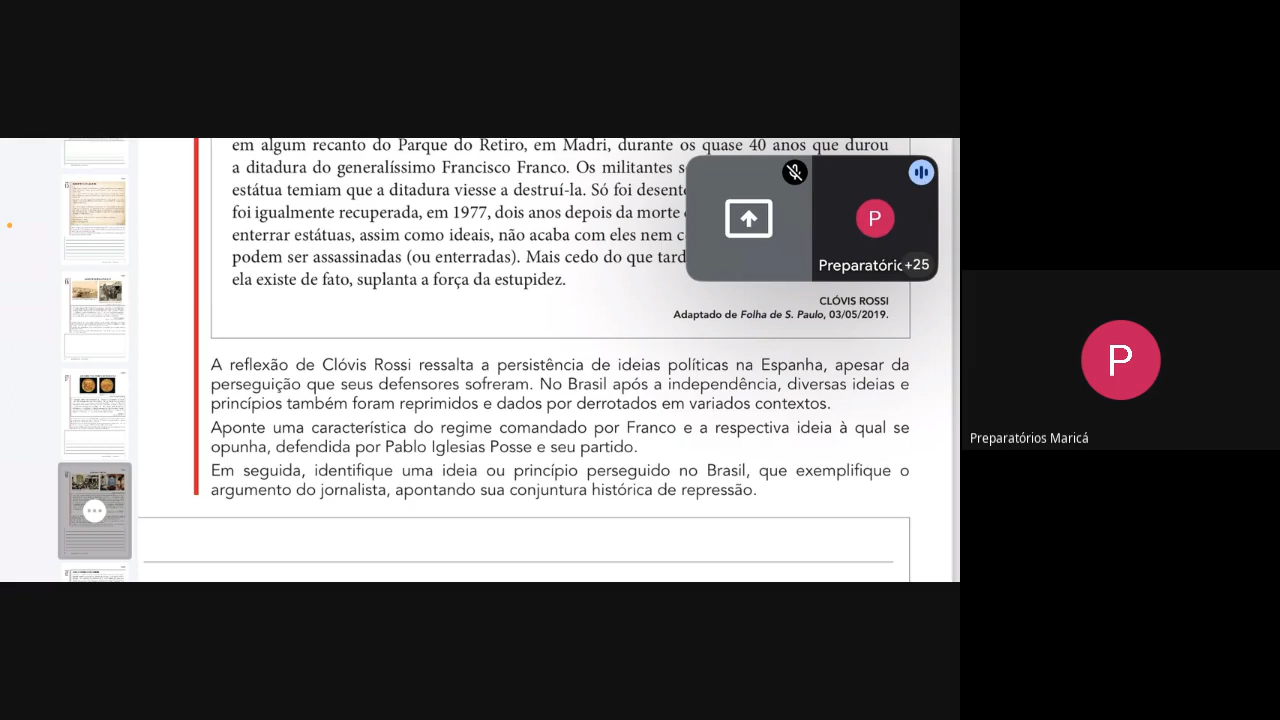 em algum recanto do Parque do Retiro, em Madri, durante os quase 40 anos que durou
a ditadura do generalíssimo Francisco Franco. Os militantes s
estátua temiam que a ditadura viesse a destruí-la. Só foi desente
foi plenamente recuperada, em 1977, dois anos depois da morte
enterrar estátuas, assim como ideais, não acaba com eles nem c
podem ser assassinadas (ou enterradas). Mais cedo do que tard
ela existe de fato, suplanta a força da estupidez.
CLÓVIS ROSSI
Adaptado de Folha de S. Paulo, 03/05/2019.
P
Preparatóric +25
A reflexão de Clóvis Rossi ressalta a persistência de ideias políticas na Espanha, apesar da
perseguição que seus defensores sofreram. No Brasil após a independência, diversas ideias e
princípios também foram reprimidos e continuaram a ser defendidos em outros momentos.
Aponte uma característica do regime comandado por Franco e a respectiva ideia à qual se
opunha, defendida por Pablo Iglesias Posse e seu partido.
Em seguida, identifique uma ideia ou princípio perseguido no Brasil, que exemplifique o
argumento do jornalista, apontando sua conjuntura histórica de repressão.
P
Preparatórios Maricá